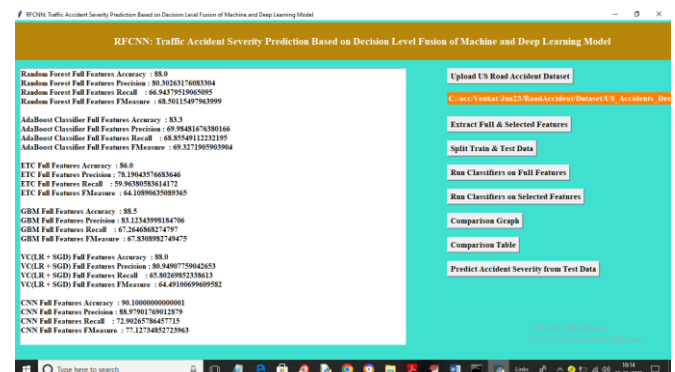 RFCNN: Traffic Accident Severity Prediction Based on Decision Level Fusion of Machine and Deep Learning Model
RFCNN: Traffic Accident Severity Prediction Based on Decision Level Fusion of Machine and Deep Learning Model
Random Forest Full Features Accuracy : 88.0
Random Forest Full Features Precision : 80.30263176083304
Random Forest Full Features Recall : 66.94379519065095
Random Forest Full Features FMeasure : 68.50115497963999
AdaBoost Classifier Full Features Accuracy : 83.3
AdaBoost Classifier Full Features Precision : 69.98481676380166
AdaBoost Classifier Full Features Recall : 68.85549112232195
AdaBoost Classifier Full Features FMeasure : 69.3271905903904
ETC Full Features Accuracy : 86.0
ETC Full Features Precision : 78.19043576683646
ETC Full Features Recall : 59.96380583614172
ETC Full Features FMeasure : 64.10890635089365
GBM Full Features Accuracy : 88.5
GBM Full Features Precision : 83.12343998184706
GBM Full Features Recall : 67.2646868274797
GBM Full Features FMeasure : 67.8308982749475
VC(LR + SGD) Full Features Accuracy : 88.0
VC(LR + SGD) Full Features Precision : 80.94907759042653
VC(LR + SGD) Full Features Recall : 65.80269852338613
VC(LR + SGD) Full Features FMeasure : 64.49100699609582
CNN Full Features Accuracy : 90.10000000000001
CNN Full Features Precision : 88.97901769012879
CNN Full Features Recall : 72.90265786457715
CNN Full Features FMeasure : 77.12734852723963
Upload US Road Accident Dataset
C:/acc/Venkat/Jan23/RoadAccident/Dataset/US_Accidents_Dec
Extract Full & Selected Features
Split Train & Test Data
Run Classifiers on Full Features
Run Classifiers on Selected Features
Comparison Graph
Comparison Table
Predict Accident Severity from Test Data
Type here to search
Links
16:14